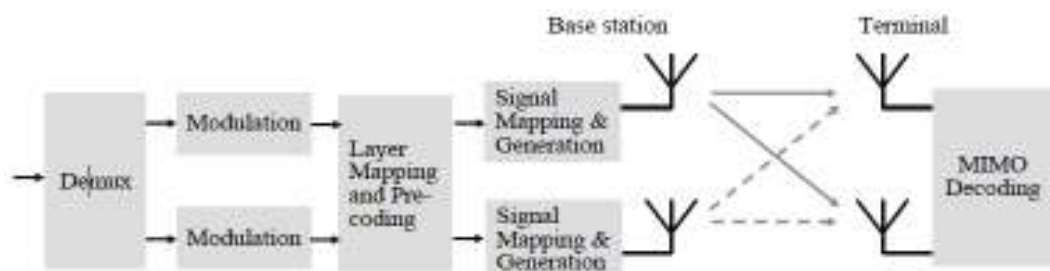 Base station
Terminal
Demux
Modulation
Modulation
Layer
Mapping
and Pre-
coding
Signal
Mapping &
Generation
Signal
Mapping &
Generation
MIMO
Decoding